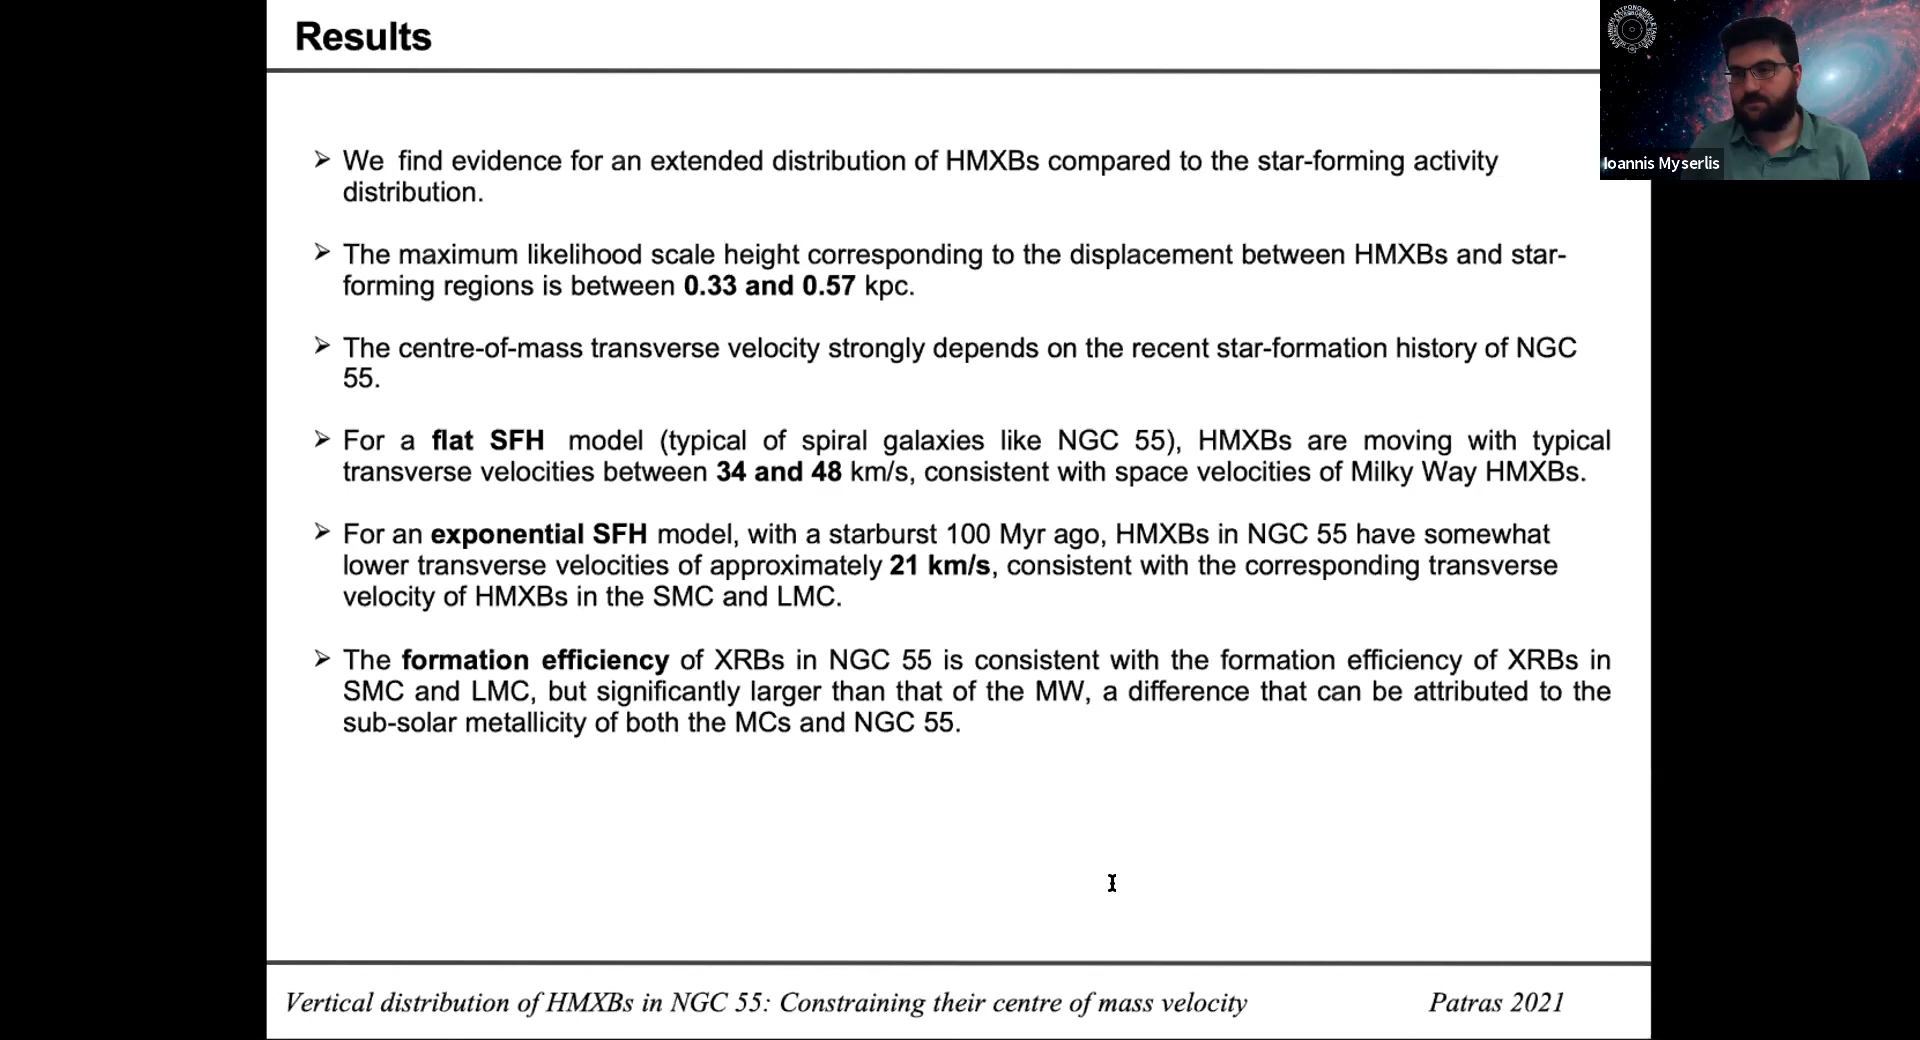 Results
➢ We find evidence for an extended distribution of HMXBs compared to the star-forming activity
distribution.
➢ The maximum likelihood scale height corresponding to the displacement between HMXBs and star-
forming regions is between 0.33 and 0.57 kpc.
➢ The centre-of-mass transverse velocity strongly depends on the recent star-formation history of NGC
55.
➢ For a flat SFH model (typical of spiral galaxies like NGC 55), HMXBs are moving with typical
transverse velocities between 34 and 48 km/s, consistent with space velocities of Milky Way HMXBs.
➢ For an exponential SFH model, with a starburst 100 Myr ago, HMXBs in NGC 55 have somewhat
lower transverse velocities of approximately 21 km/s, consistent with the corresponding transverse
velocity of HMXBs in the SMC and LMC.
➢ The formation efficiency of XRBs in NGC 55 is consistent with the formation efficiency of XRBs in
SMC and LMC, but significantly larger than that of the MW, a difference that can be attributed to the
sub-solar metallicity of both the MCs and NGC 55.
Vertical distribution of HMXBs in NGC 55: Constraining their centre of mass velocity
Patras 2021
Ioannis Myserlis